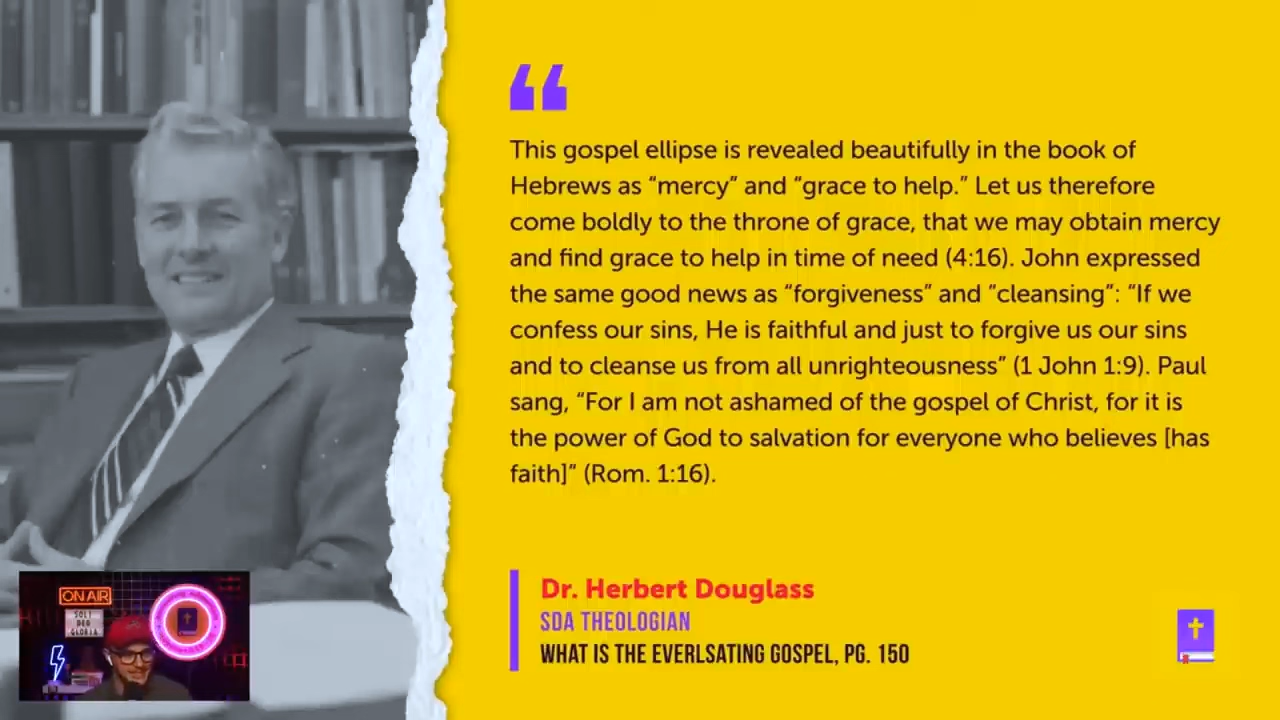 This gospel ellipse is revealed beautifully in the book of
Hebrews as “mercy” and “grace to help.” Let us therefore
come boldly to the throne of grace, that we may obtain mercy
and find grace to help in time of need (4:16). John expressed
the same good news as “forgiveness” and “cleansing”: “If we
confess our sins, He is faithful and just to forgive us our sins
and to cleanse us from all unrighteousness” (1 John 1:9). Paul
sang, “For I am not ashamed of the gospel of Christ, for it is
the power of God to salvation for everyone who believes [has
faith]” (Rom. 1:16).
Dr. Herbert Douglass
SDA THEOLOGIAN
WHAT IS THE EVERLSATING GOSPEL, PG. 150
ON AIR
SOLI
DEO
GLORIA